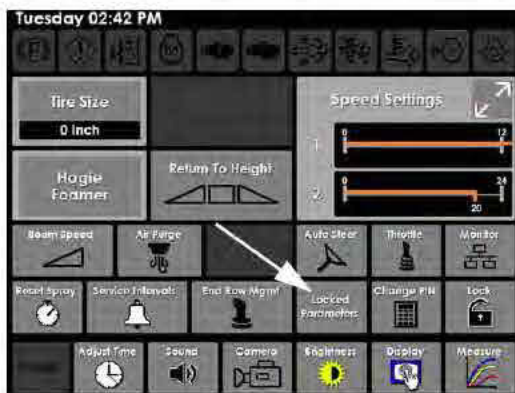 Tuesday 02:42 PM
Tire Size
0 Inch
Speed Settings
1.
0
12
2.
0
24
20
Hagie
Foamer
Return To Height
Boom Speed
Air Purge
Auto Steer
Throttle
Monitor
Reset Spray
Service Intervals
End Row Mgmt
Locked
Parameters
Change PIN
Lock
Adjust Time
Sound
Camera
Brightness
Display
Measure